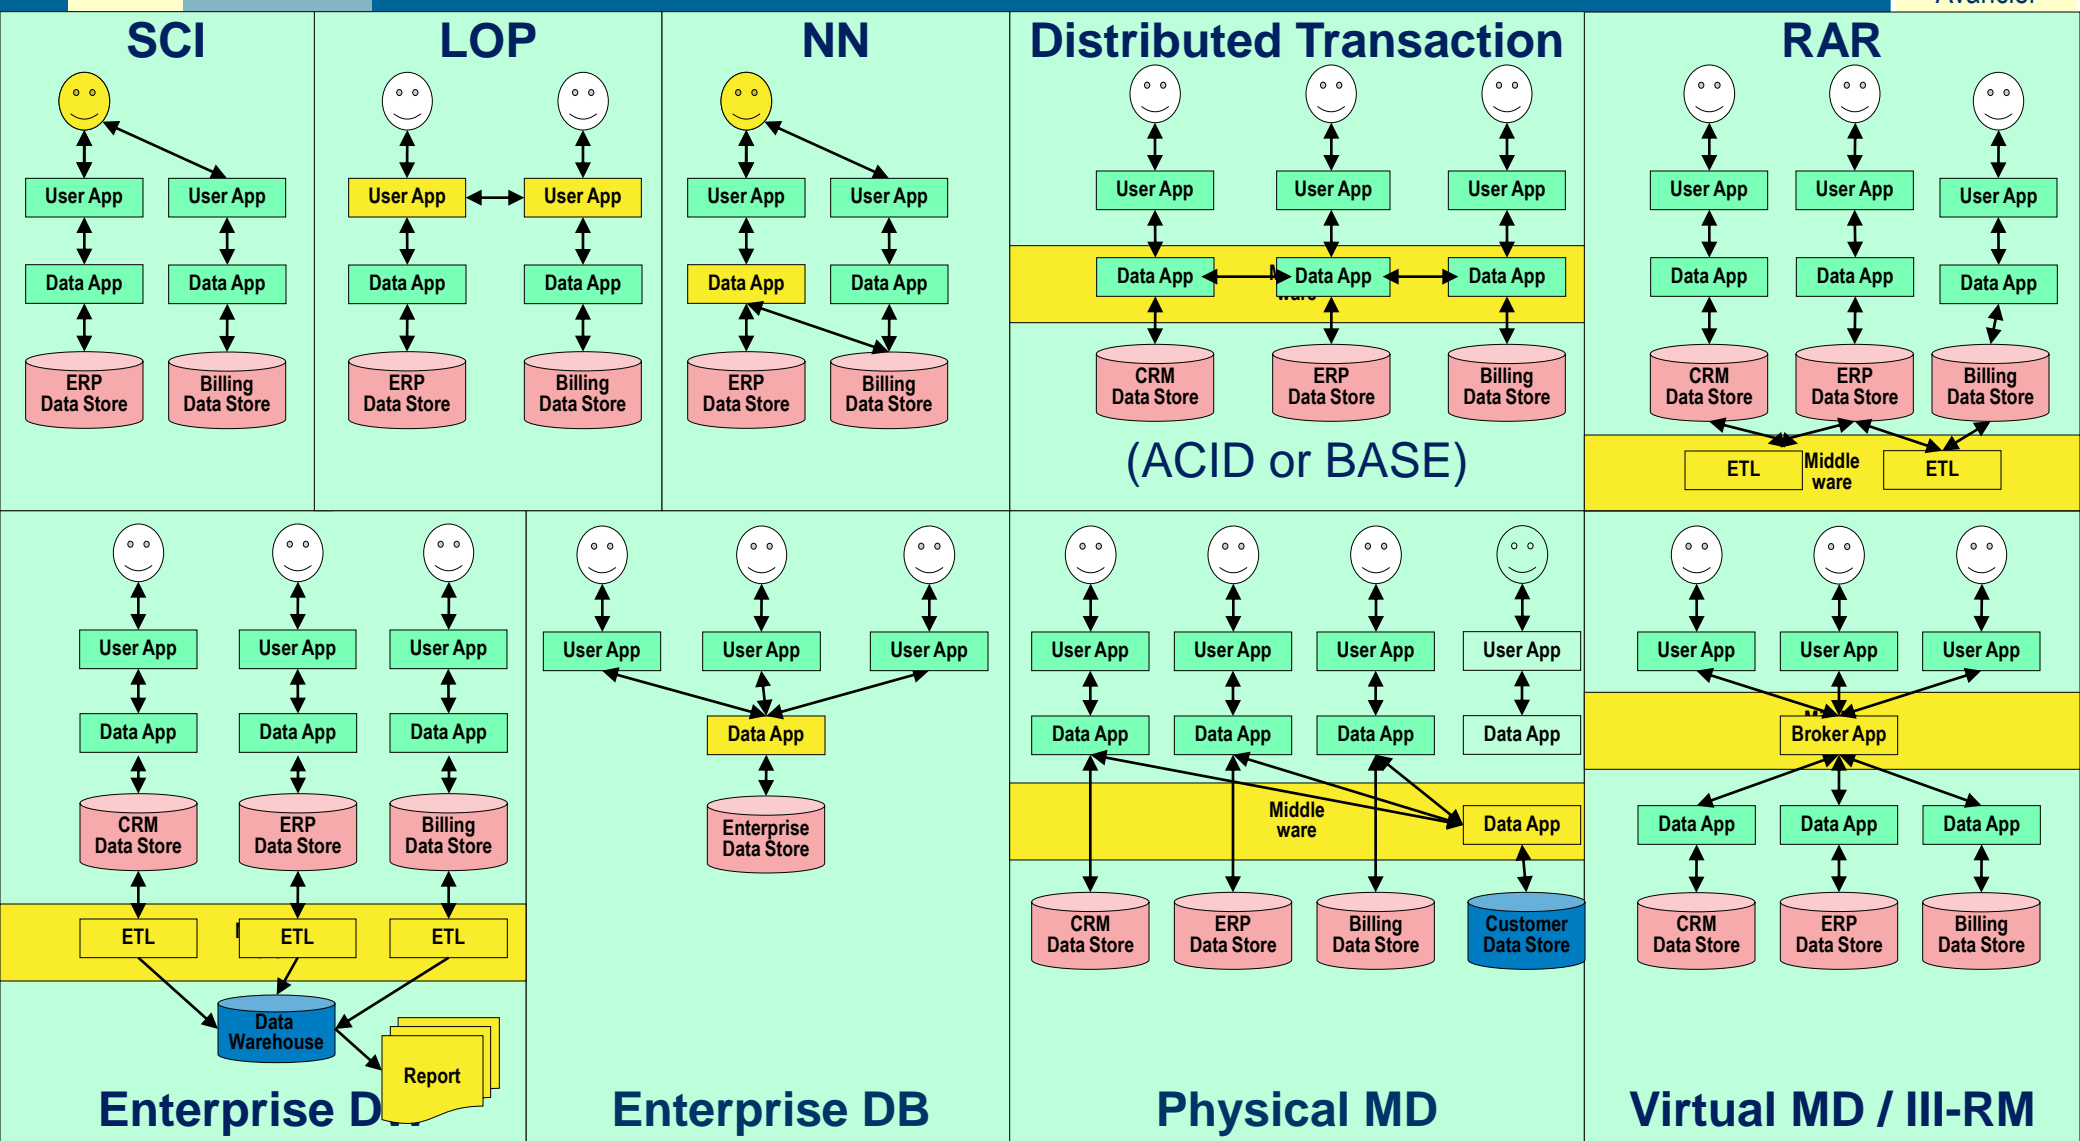 SCI
User App
User App
Data App
Data App
ERP
Data Store
Billing
Data Store
LOP
User App
User App
Data App
Data App
ERP
Data Store
Billing
Data Store
NN
User App
User App
Data App
Data App
ERP
Data Store
Billing
Data Store
Distributed Transaction
User App
User App
User App
Data App
Data App
Data App
CRM
Data Store
ERP
Data Store
Billing
Data Store
(ACID or BASE)
RAR
User App
User App
User App
Data App
Data App
Data App
CRM
Data Store
ERP
Data Store
Billing
Data Store
ETL
Middle
ware
ETL
User App
User App
User App
Data App
Data App
Data App
CRM
Data Store
ERP
Data Store
Billing
Data Store
ETL
ETL
ETL
Data
Warehouse
Report
Enterprise
User App
User App
User App
Data App
Enterprise
Data Store
Enterprise DB
User App
User App
User App
User App
Data App
Data App
Data App
Data App
Middle
ware
Data App
CRM
Data Store
ERP
Data Store
Billing
Data Store
Customer
Data Store
Physical MD
User App
User App
User App
Broker App
Data App
Data App
Data App
CRM
Data Store
ERP
Data Store
Billing
Data Store
Virtual MD / III-RM